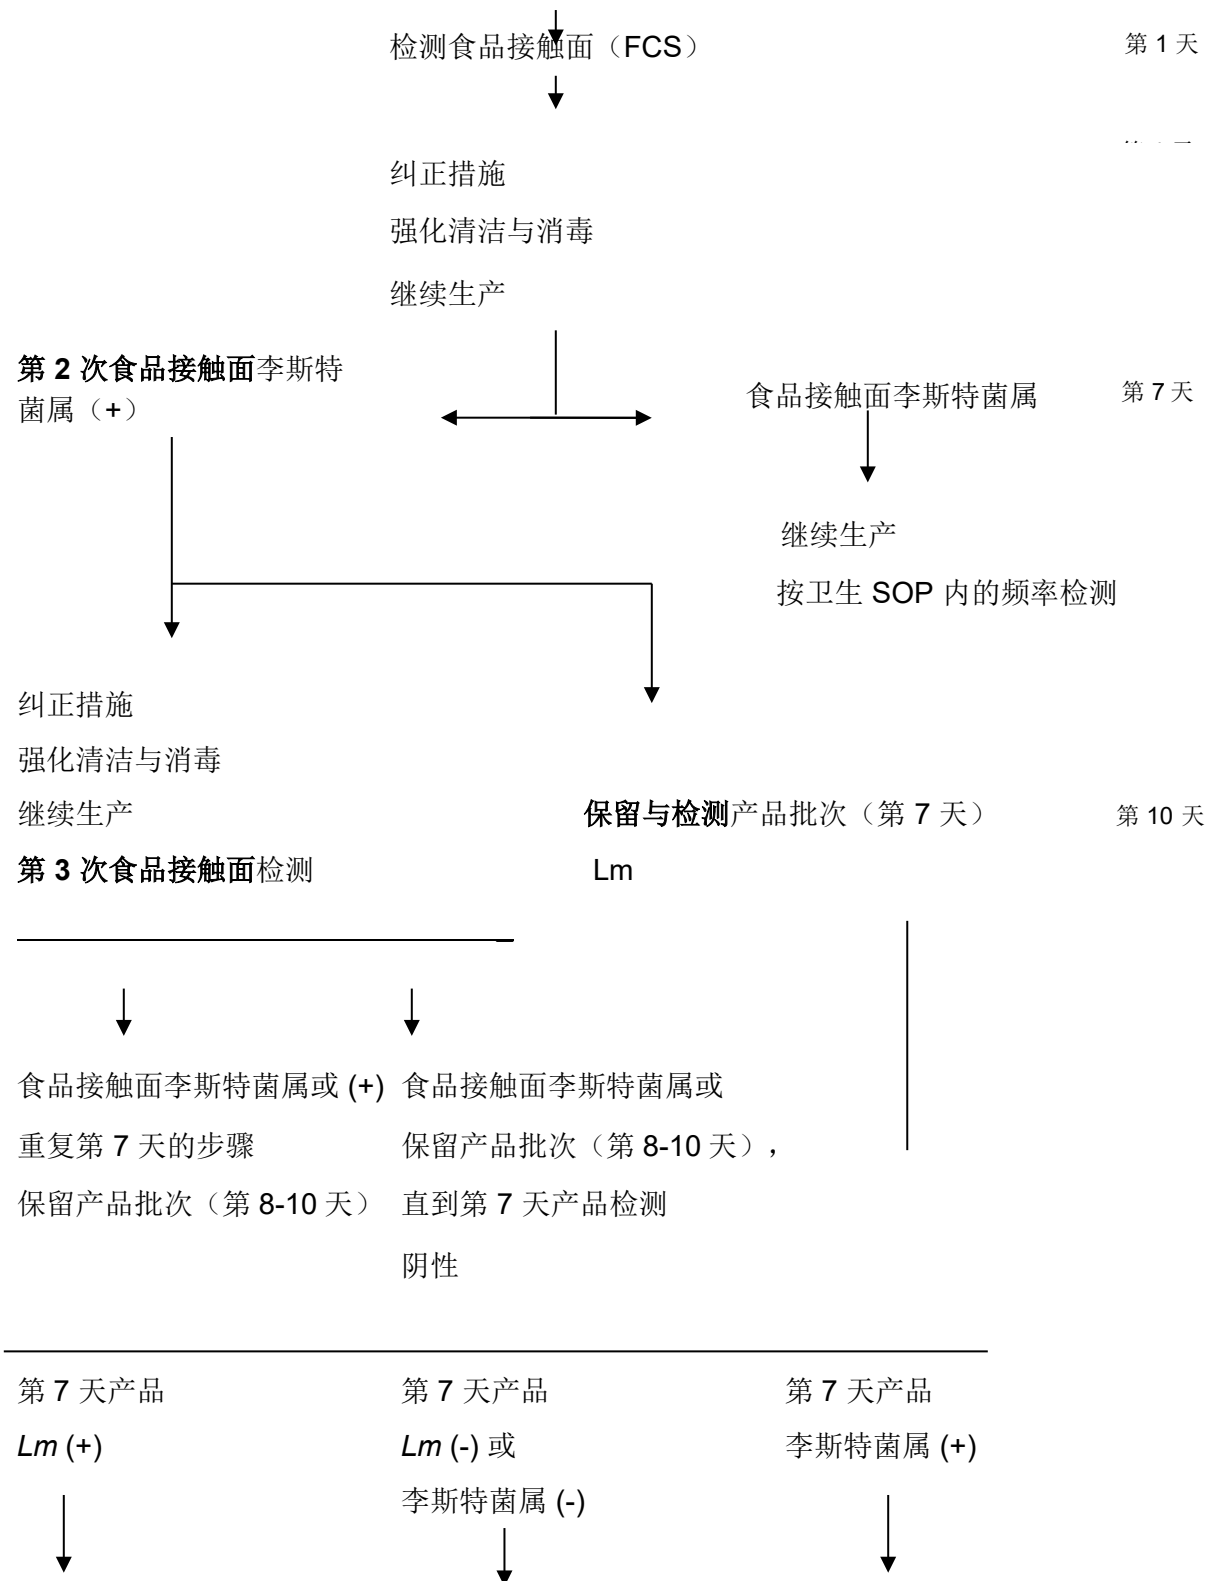 检测食品接触面（FCS）
第 1 天
纠正措施
强化清洁与消毒
继续生产
第 2 次食品接触面李斯特
菌属（+）
食品接触面李斯特菌属
第 7 天
继续生产
按卫生 SOP 内的频率检测
纠正措施
强化清洁与消毒
继续生产
第 3 次食品接触面检测
保留与检测产品批次（第 7 天）
Lm
第 10 天
食品接触面李斯特菌属或 (+)
重复第 7 天的步骤
保留产品批次（第 8-10 天）
食品接触面李斯特菌属或
保留产品批次（第 8-10 天），
直到第 7 天产品检测
阴性
第 7 天产品
Lm (+)
第 7 天产品
Lm (-) 或
李斯特菌属 (-)
第 7 天产品
李斯特菌属 (+)